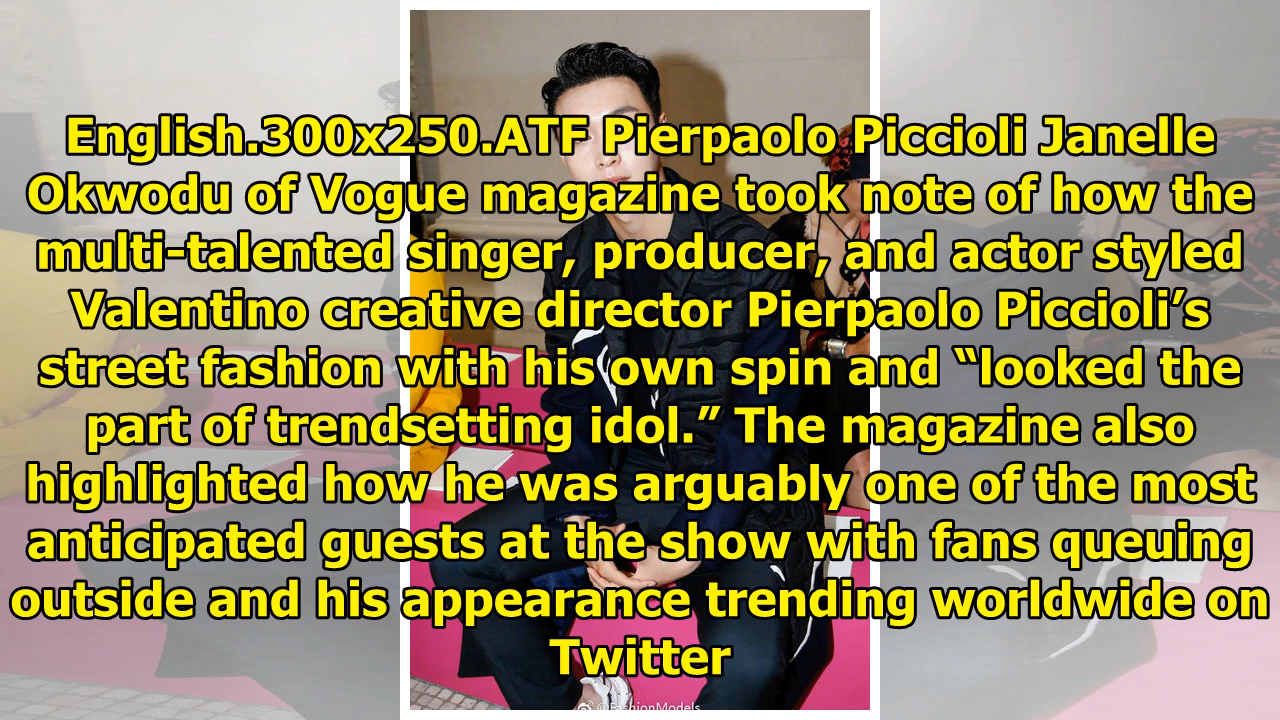 English.300x250.ATF Pierpaolo Piccioli Janelle
Okwodu of Vogue magazine took note of how the
multi-talented singer, producer, and actor styled
Valentino creative director Pierpaolo Piccioli’s
street fashion with his own spin and “looked the
part of trendsetting idol.” The magazine also
highlighted how he was arguably one of the most
anticipated guests at the show with fans queuing
outside and his appearance trending worldwide on
Twitter
@FashionModels